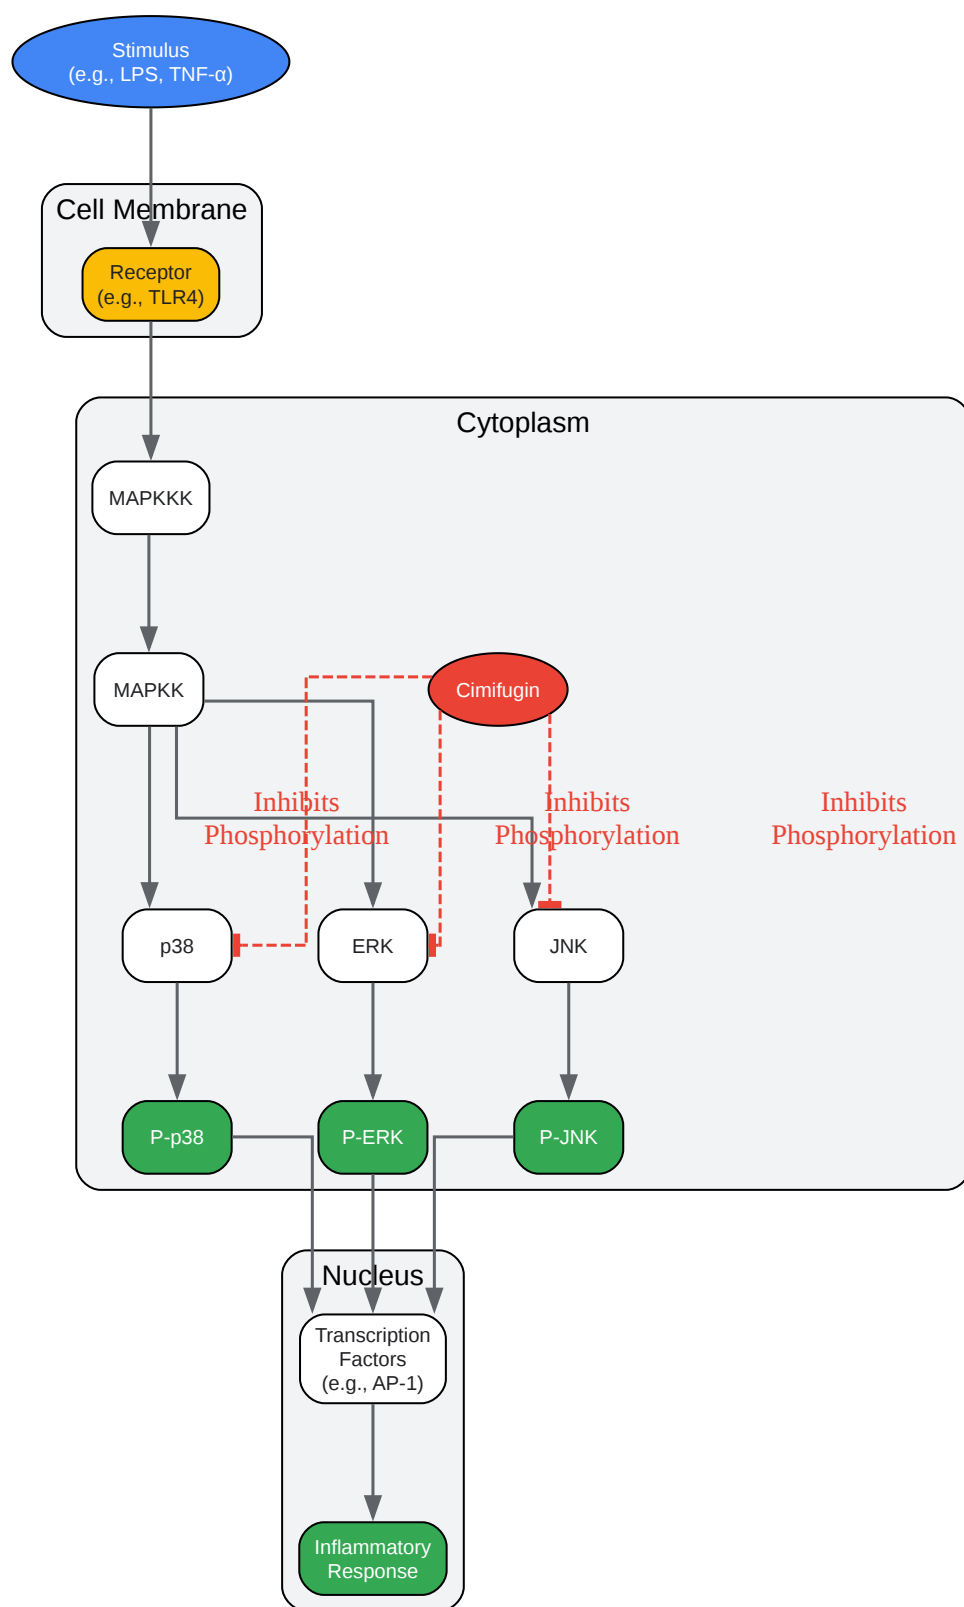 Stimulus
(e.g., LPS, TNF-α)
Cell Membrane
Receptor
(e.g., TLR4)
Cytoplasm
MAPKKK
MAPKK
Cimifugin
Inhibits
Phosphorylation
Inhibits
Phosphorylation
Inhibits
Phosphorylation
p38
ERK
JNK
P-p38
P-ERK
P-JNK
Nucleus
Transcription
Factors
(e.g., AP-1)
Inflammatory
Response